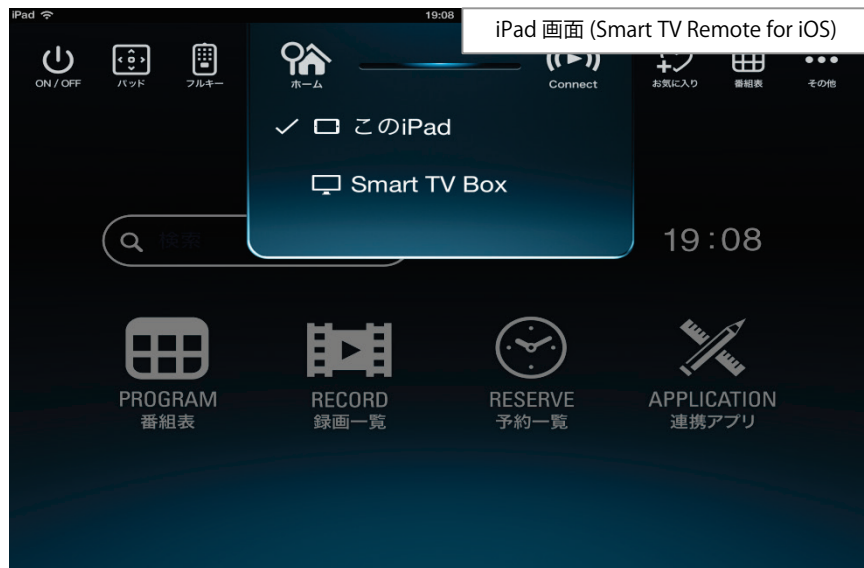 iPad
19:08
iPad 画面 (Smart TV Remote for iOS)
ON / OFF
パッド
フルキー
ホーム
Connect
お気に入り
番組表
その他
このiPad
Smart TV Box
検索
19:08
PROGRAM
番組表
RECORD
録画一覧
RESERVE
予約一覧
APPLICATION
連携アプリ